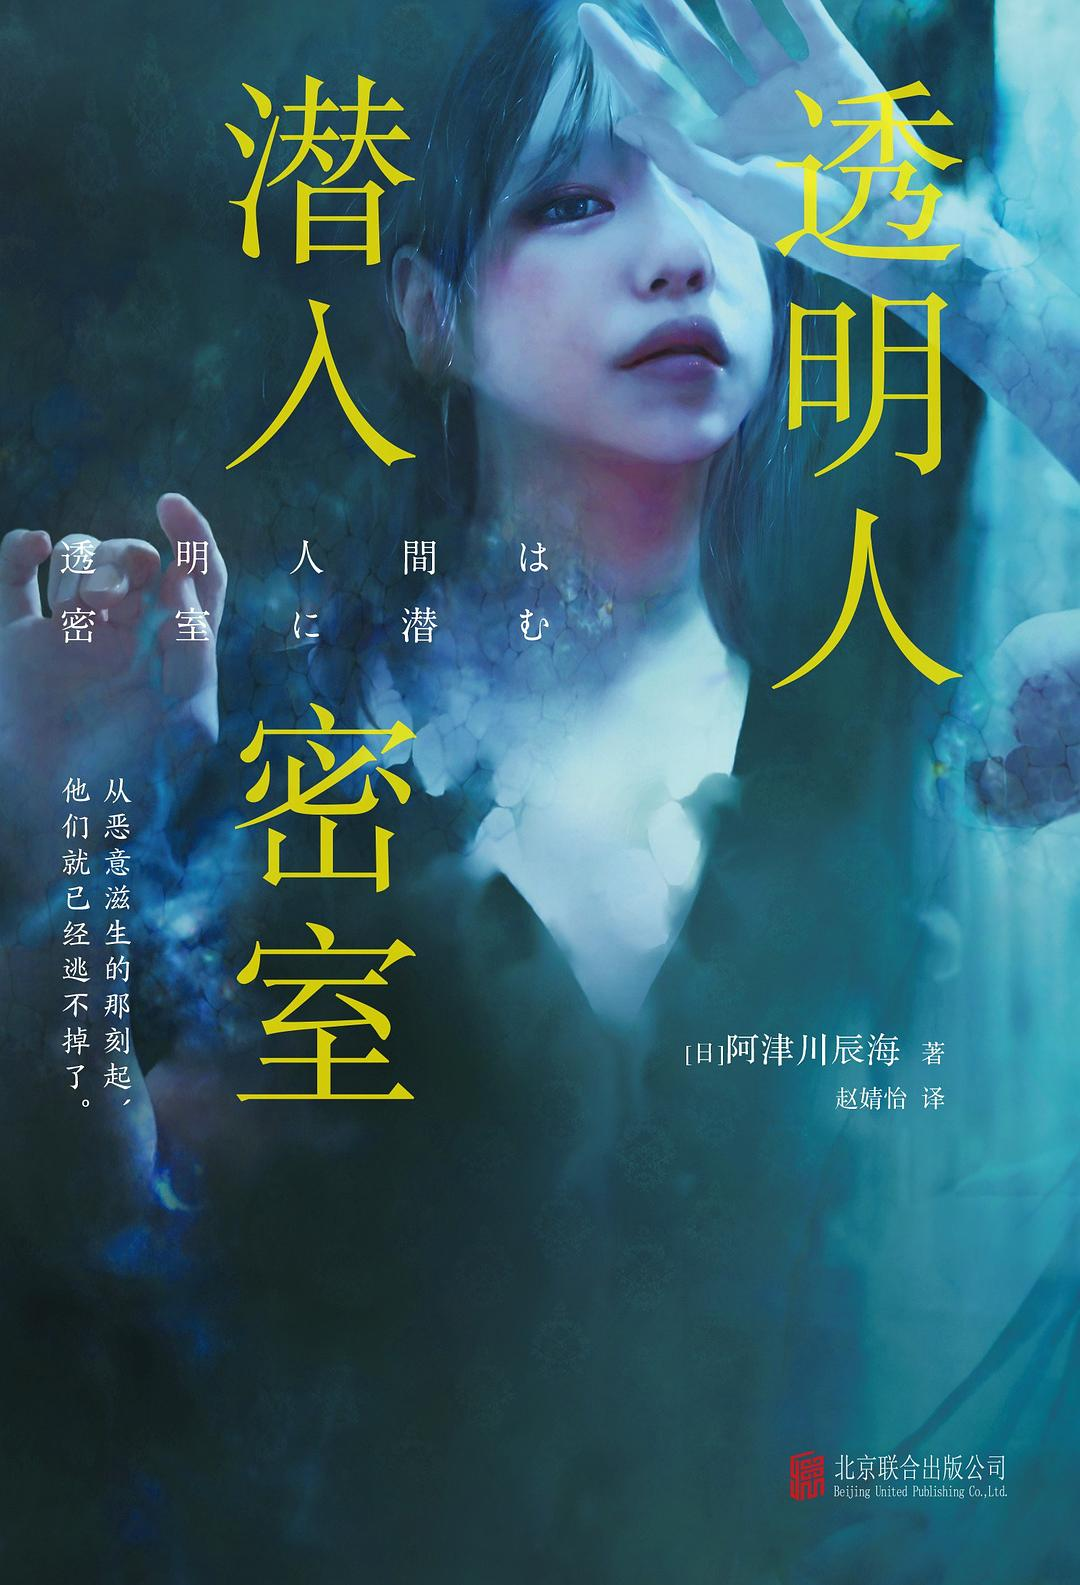 透明人
潜入密室
透明人間は
密室に潜む
从恶意滋生的那刻起，
他们就已经逃不掉了。
[日]阿津川辰海 著
赵婧怡 译
北京联合出版公司
Beijing United Publishing Co.,Ltd.